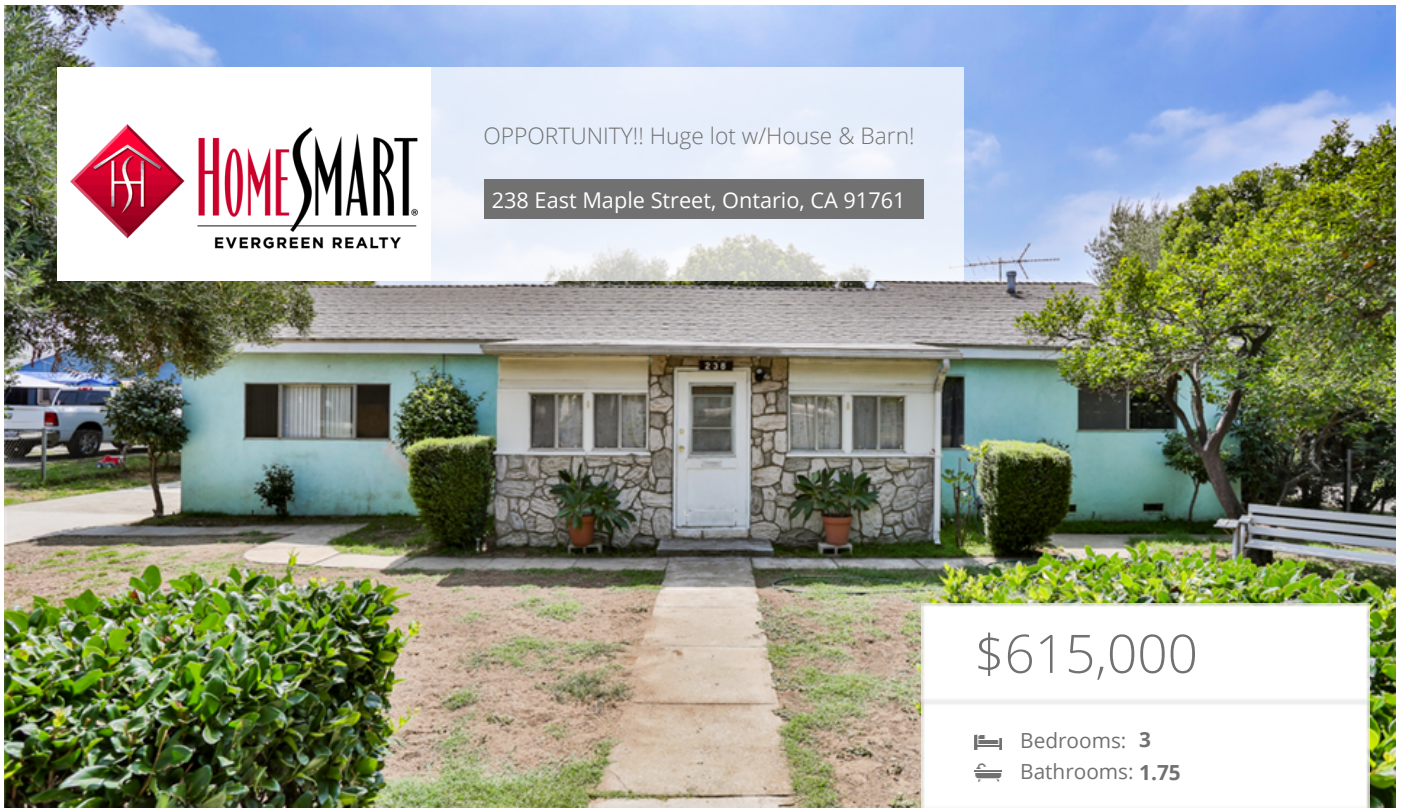 OPPORTUNITY!! Huge lot w/House & Barn!
HOMESMART®
EVERGREEN REALTY
238 East Maple Street, Ontario, CA 91761
238
$615,000
Bedrooms: 3
Bathrooms: 1.75